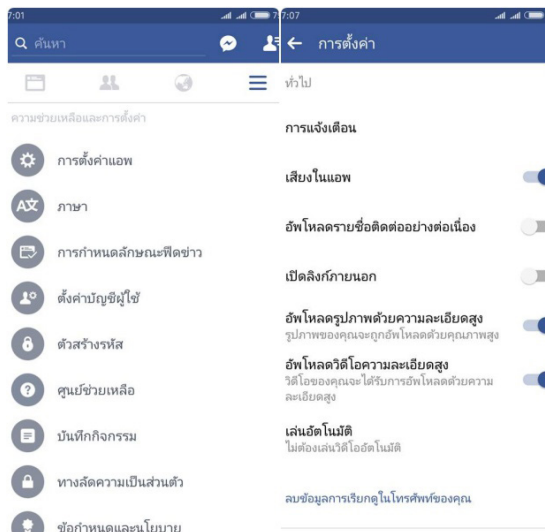 7:01
ค้นหา
ความช่วยเหลือและการตั้งค่า
การตั้งค่าแอพ
ภาษา
การกำหนดลักษณะฟีดข่าว
ตั้งค่าบัญชีผู้ใช้
ตัวสร้างรหัส
ศูนย์ช่วยเหลือ
บันทึกกิจกรรม
ทางลัดความเป็นส่วนตัว
ข้อกำหนดและนโยบาย
7:07
การตั้งค่า
ทั่วไป
การแจ้งเตือน
เสียงในแอพ
อัพโหลดรายชื่อติดต่ออย่างต่อเนื่อง
เปิดลิงก์ภายนอก
อัพโหลดรูปภาพด้วยความละเอียดสูง
รูปภาพของคุณจะถูกอัพโหลดด้วยคุณภาพสูง
อัพโหลดวิดีโอความละเอียดสูง
วิดีโอของคุณจะได้รับการอัพโหลดด้วยความ
ละเอียดสูง
เล่นอัตโนมัติ
ไม่ต้องเล่นวิดีโออัตโนมัติ
ลบข้อมูลการเรียกดูในโทรศัพท์ของคุณ